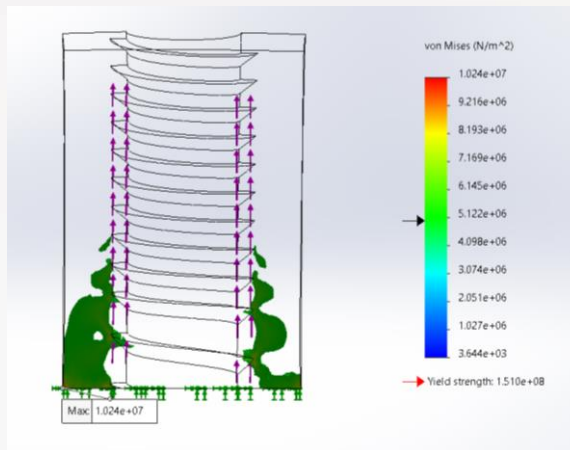 von Mises (N/m^2)
1.024e+07
9.216e+06
8.193e+06
7.169e+06
6.145e+06
5.122e+06
4.098e+06
3.074e+06
2.051e+06
1.027e+06
3.644e+03
Yield strength: 1.510e+08
Max: 1.024e+07